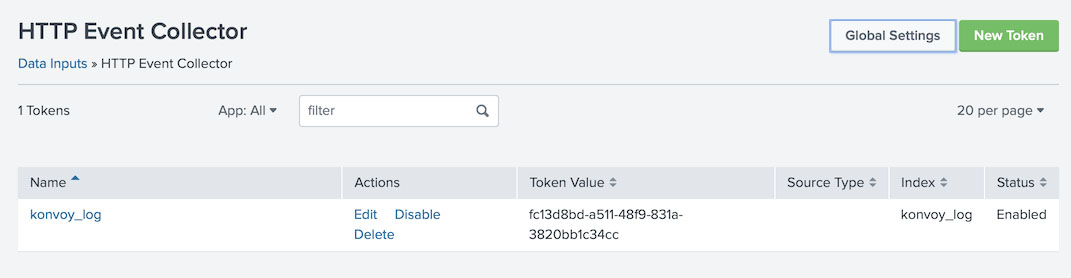 HTTP Event Collector
Global Settings
New Token
Data Inputs » HTTP Event Collector
1 Tokens
App: All
filter
20 per page
Name
Actions
Token Value
Source Type
Index
Status
konvoy_log
Edit
Disable
Delete
fc13d8bd-a511-48f9-831a-
3820bb1c34cc
konvoy_log
Enabled